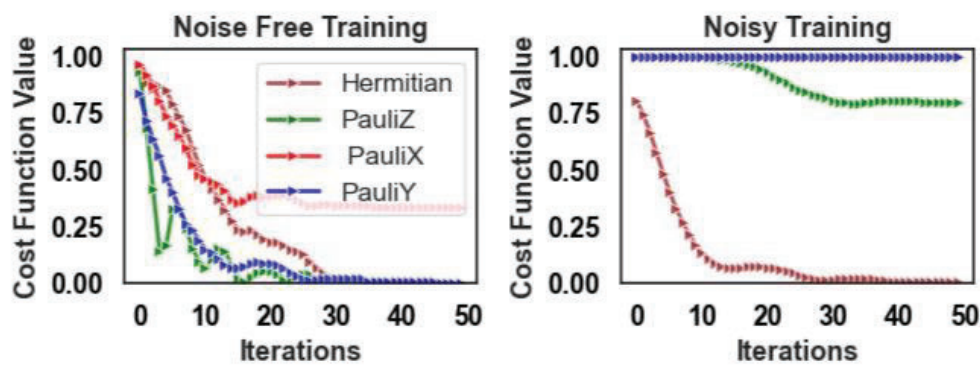 Noise Free Training
Cost Function Value
1.00
0.75
0.50
0.25
0.00
Hermitian
PauliZ
PauliX
PauliY
0 10 20 30 40 50
Iterations
Noisy Training
Cost Function Value
1.00
0.75
0.50
0.25
0.00
0 10 20 30 40 50
Iterations